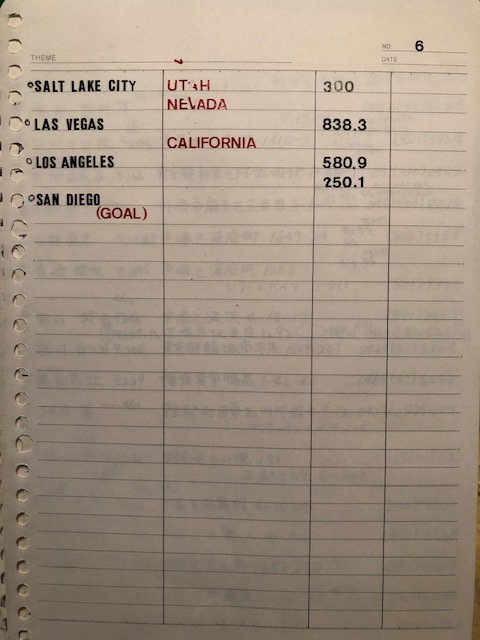 NO. 6
THEME
DATE
SALT LAKE CITY UTAH 300
NEVADA
LAS VEGAS 838.3
CALIFORNIA
LOS ANGELES 580.9
250.1
SAN DIEGO
(GOAL)